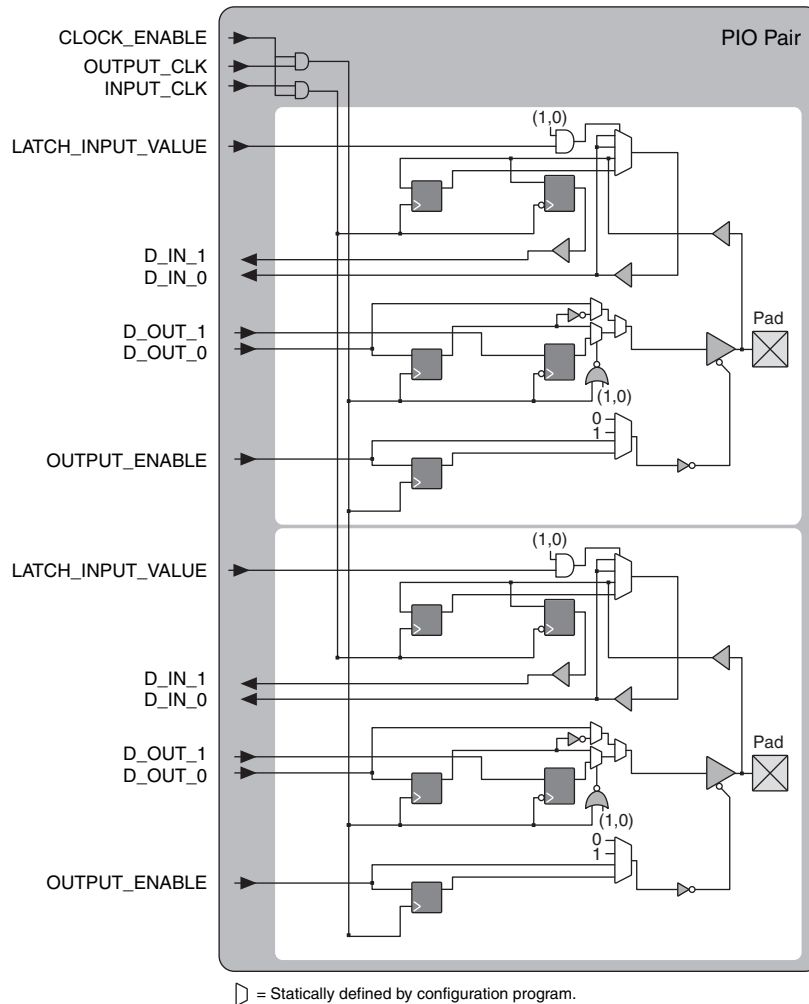 PIO Pair
CLOCK_ENABLE
OUTPUT_CLK
INPUT_CLK
(1,0)
LATCH_INPUT_VALUE
D_IN_1
D_IN_0
D_OUT_1
D_OUT_0
Pad
(1,0)
0
1
OUTPUT_ENABLE
(1,0)
LATCH_INPUT_VALUE
D_IN_1
D_IN_0
D_OUT_1
D_OUT_0
Pad
(1,0)
0
1
OUTPUT_ENABLE
= Statically defined by configuration program.